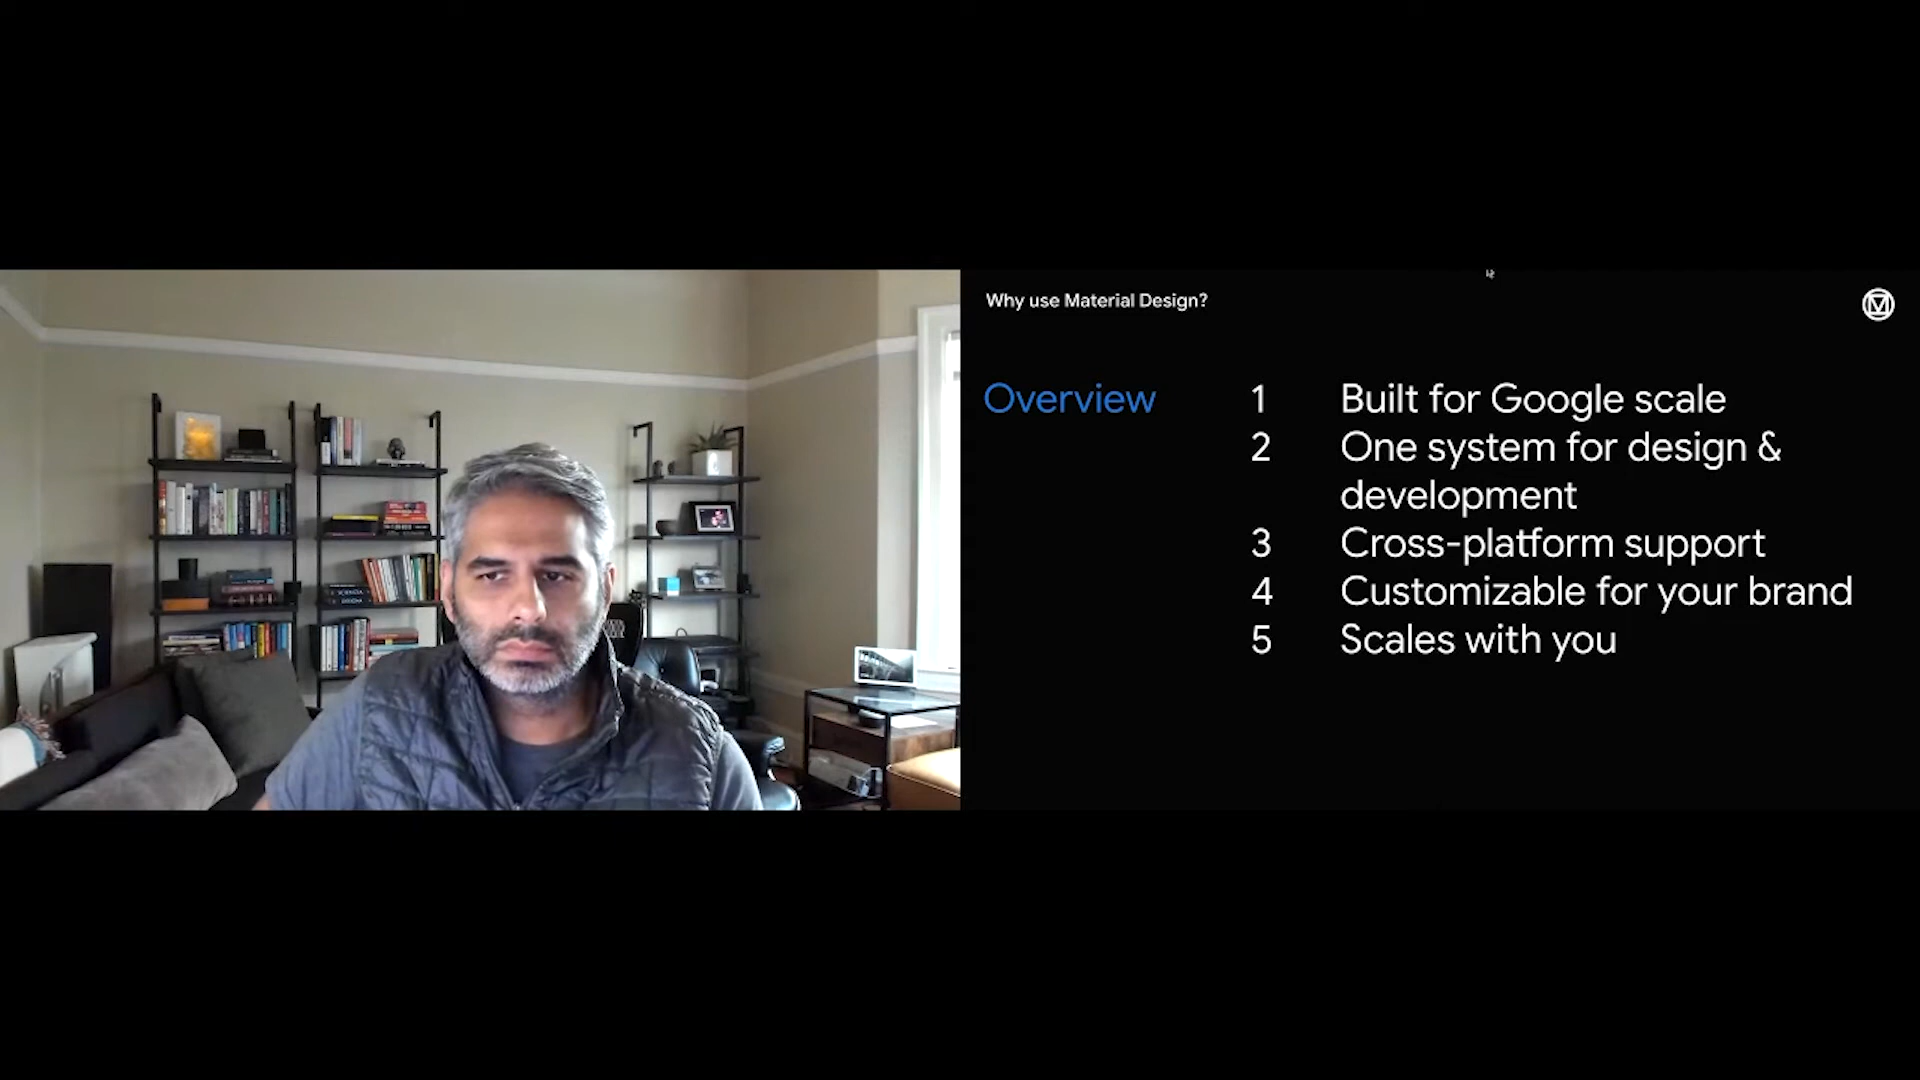 Why use Material Design?
Overview
1 Built for Google scale
2 One system for design &
development
3 Cross-platform support
4 Customizable for your brand
5 Scales with you